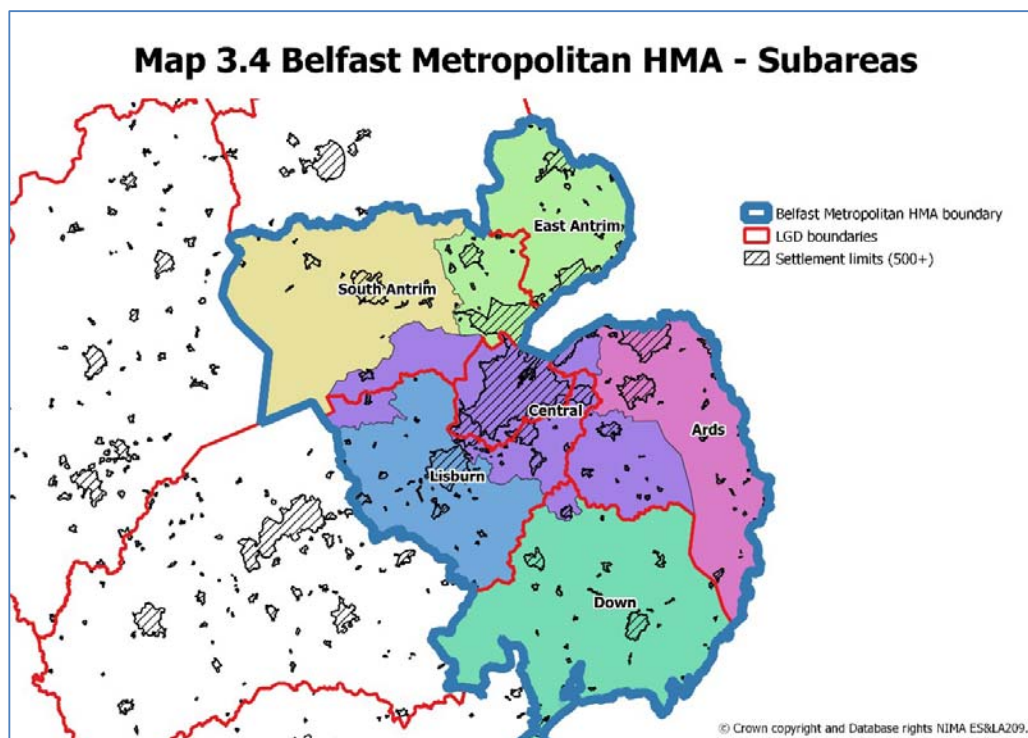 Map 3.4 Belfast Metropolitan HMA - Subareas
East Antrim
Belfast Metropolitan HMA boundary
LGD boundaries
Settlement limits (500+)
South Antrim
Central
Ards
Lisburn
Down
© Crown copyright and Database rights NIMA ES&LA209.